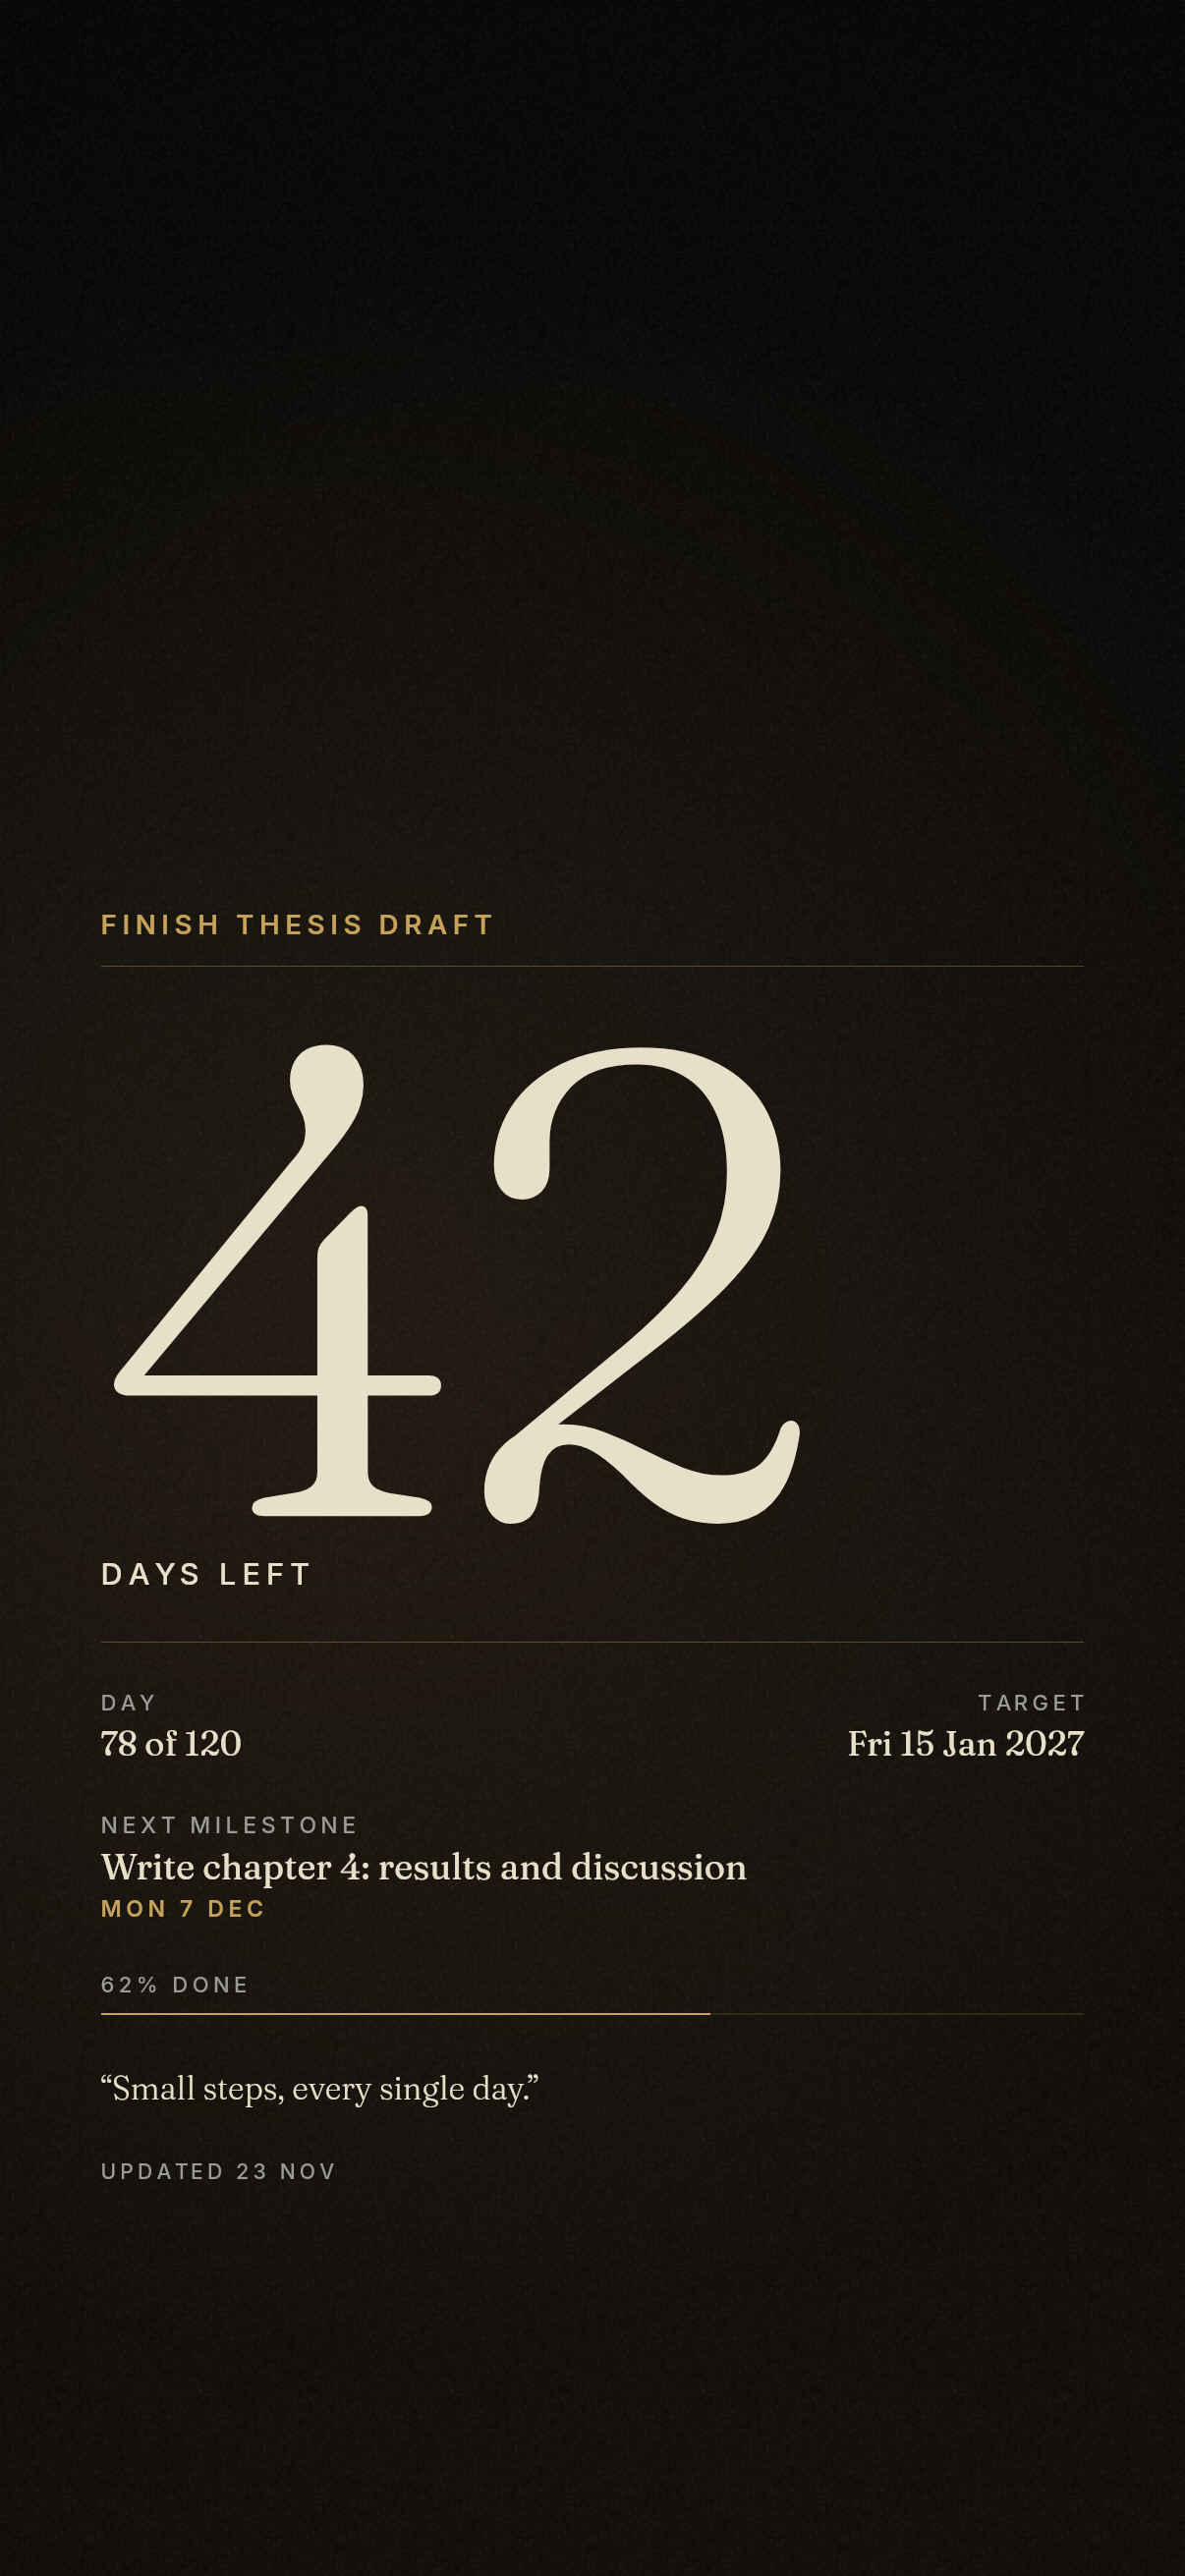 FINISH THESIS DRAFT
42
DAYS LEFT
DAY
78 of 120
TARGET
Fri 15 Jan 2027
NEXT MILESTONE
Write chapter 4: results and discussion
MON 7 DEC
62% DONE
“Small steps, every single day.”
UPDATED 23 NOV